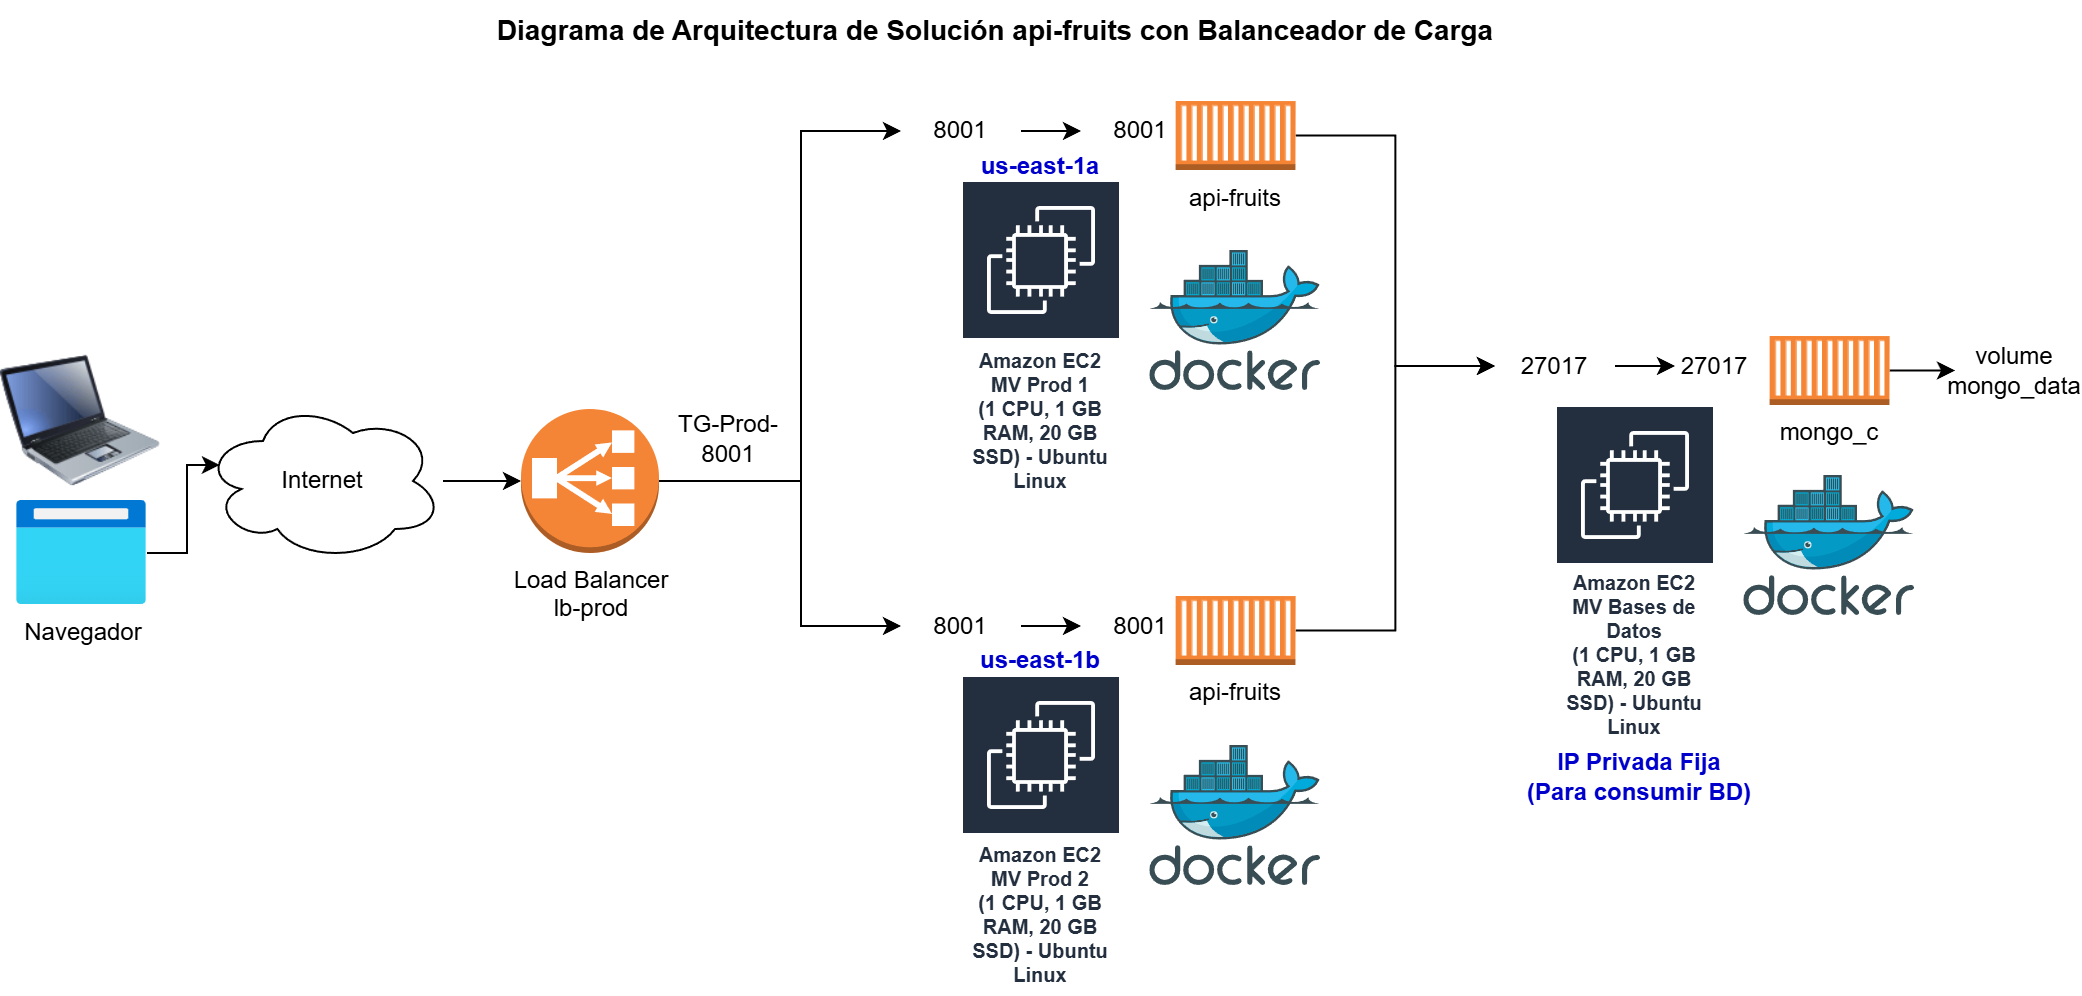 Diagrama de Arquitectura de Solución api-fruits con Balanceador de Carga
8001
8001
us-east-1a
api-fruits
Amazon EC2
MV Prod 1
(1 CPU, 1 GB
RAM, 20 GB
SSD) - Ubuntu
Linux
docker
Navegador
Internet
Load Balancer
lb-prod
TG-Prod-
8001
8001
8001
us-east-1b
api-fruits
Amazon EC2
MV Prod 2
(1 CPU, 1 GB
RAM, 20 GB
SSD) - Ubuntu
Linux
docker
27017
27017
mongo_c
volume
mongo_data
Amazon EC2
MV Bases de
Datos
(1 CPU, 1 GB
RAM, 20 GB
SSD) - Ubuntu
Linux
docker
IP Privada Fija
(Para consumir BD)